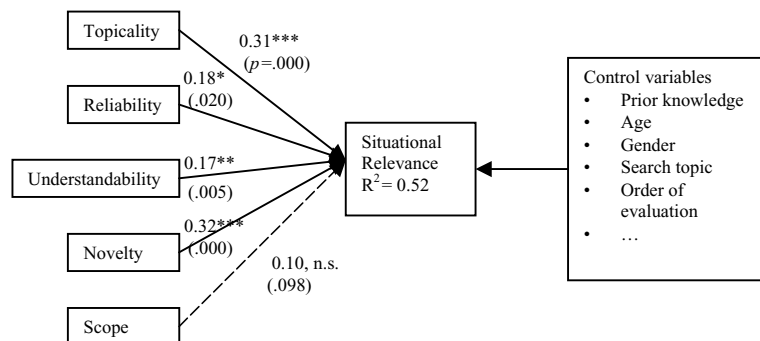 Topicality
0.31***
(p=.000)
0.18*
(.020)
Reliability
Understandability
0.17**
(.005)
Novelty
0.32***
(.000)
0.10, n.s.
(.098)
Scope
Situational
Relevance
R²= 0.52
Control variables
• Prior knowledge
• Age
• Gender
• Search topic
• Order of
evaluation
• …